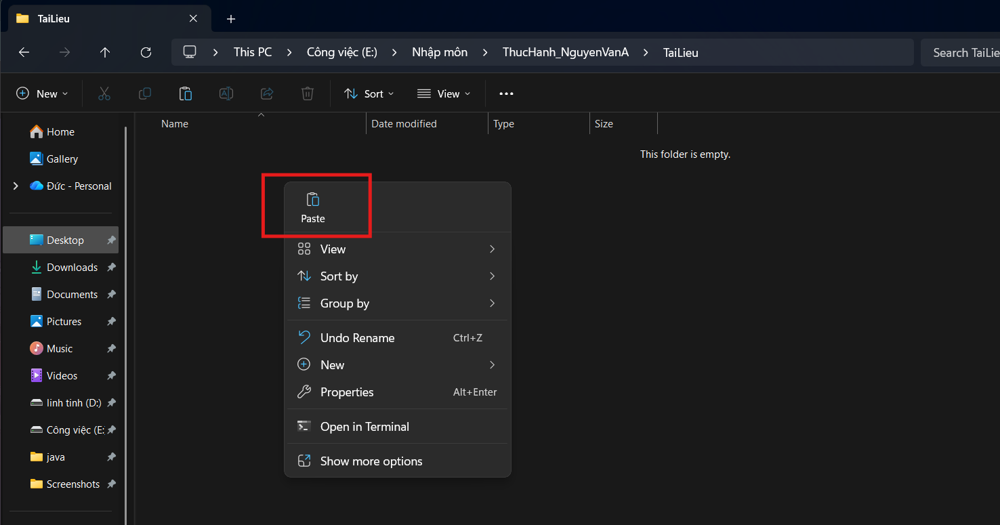 TaiLieu
This PC > Công việc (E:) > Nhập môn > ThucHanh_NguyenVanA > TaiLieu
Search TaiLie
New
Sort
View
Name
Date modified
Type
Size
This folder is empty.
Home
Gallery
Đức - Personal
Desktop
Downloads
Documents
Pictures
Music
Videos
linh tinh (D:)
Công việc (E:
java
Screenshots
Paste
View
Sort by
Group by
Undo Rename Ctrl+Z
New
Properties Alt+Enter
Open in Terminal
Show more options